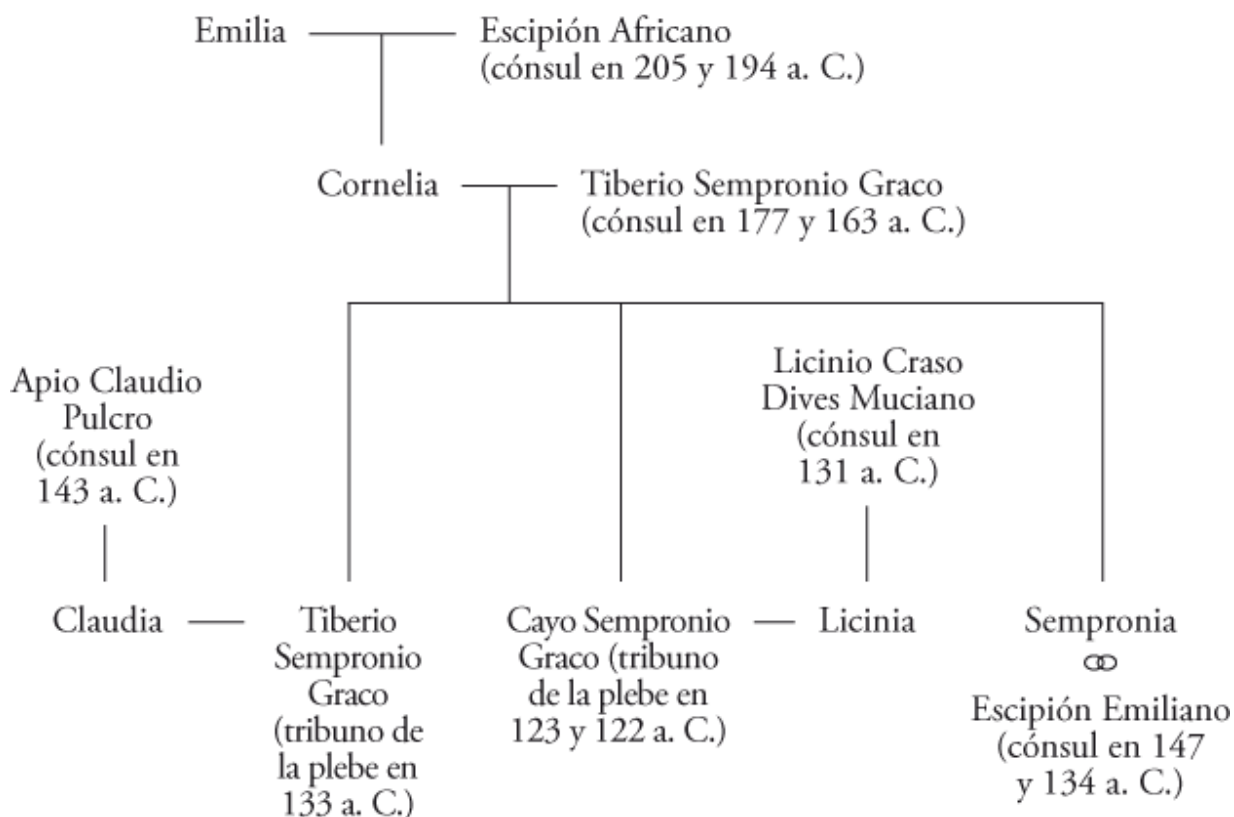 Emilia
Escipión Africano
(cónsul en 205 y 194 a. C.)
Cornelia
Tiberio Sempronio Graco
(cónsul en 177 y 163 a. C.)
Apio Claudio
Pulcro
(cónsul en
143 a. C.)
Licinio Craso
Dives Muciano
(cónsul en
131 a. C.)
Claudia
Tiberio
Sempronio
Graco
(tribuno de
la plebe en
133 a. C.)
Cayo Sempronio
Graco (tribuno
de la plebe en
123 y 122 a. C.)
Licinia
Sempronia
Escipión Emiliano
(cónsul en 147
y 134 a. C.)